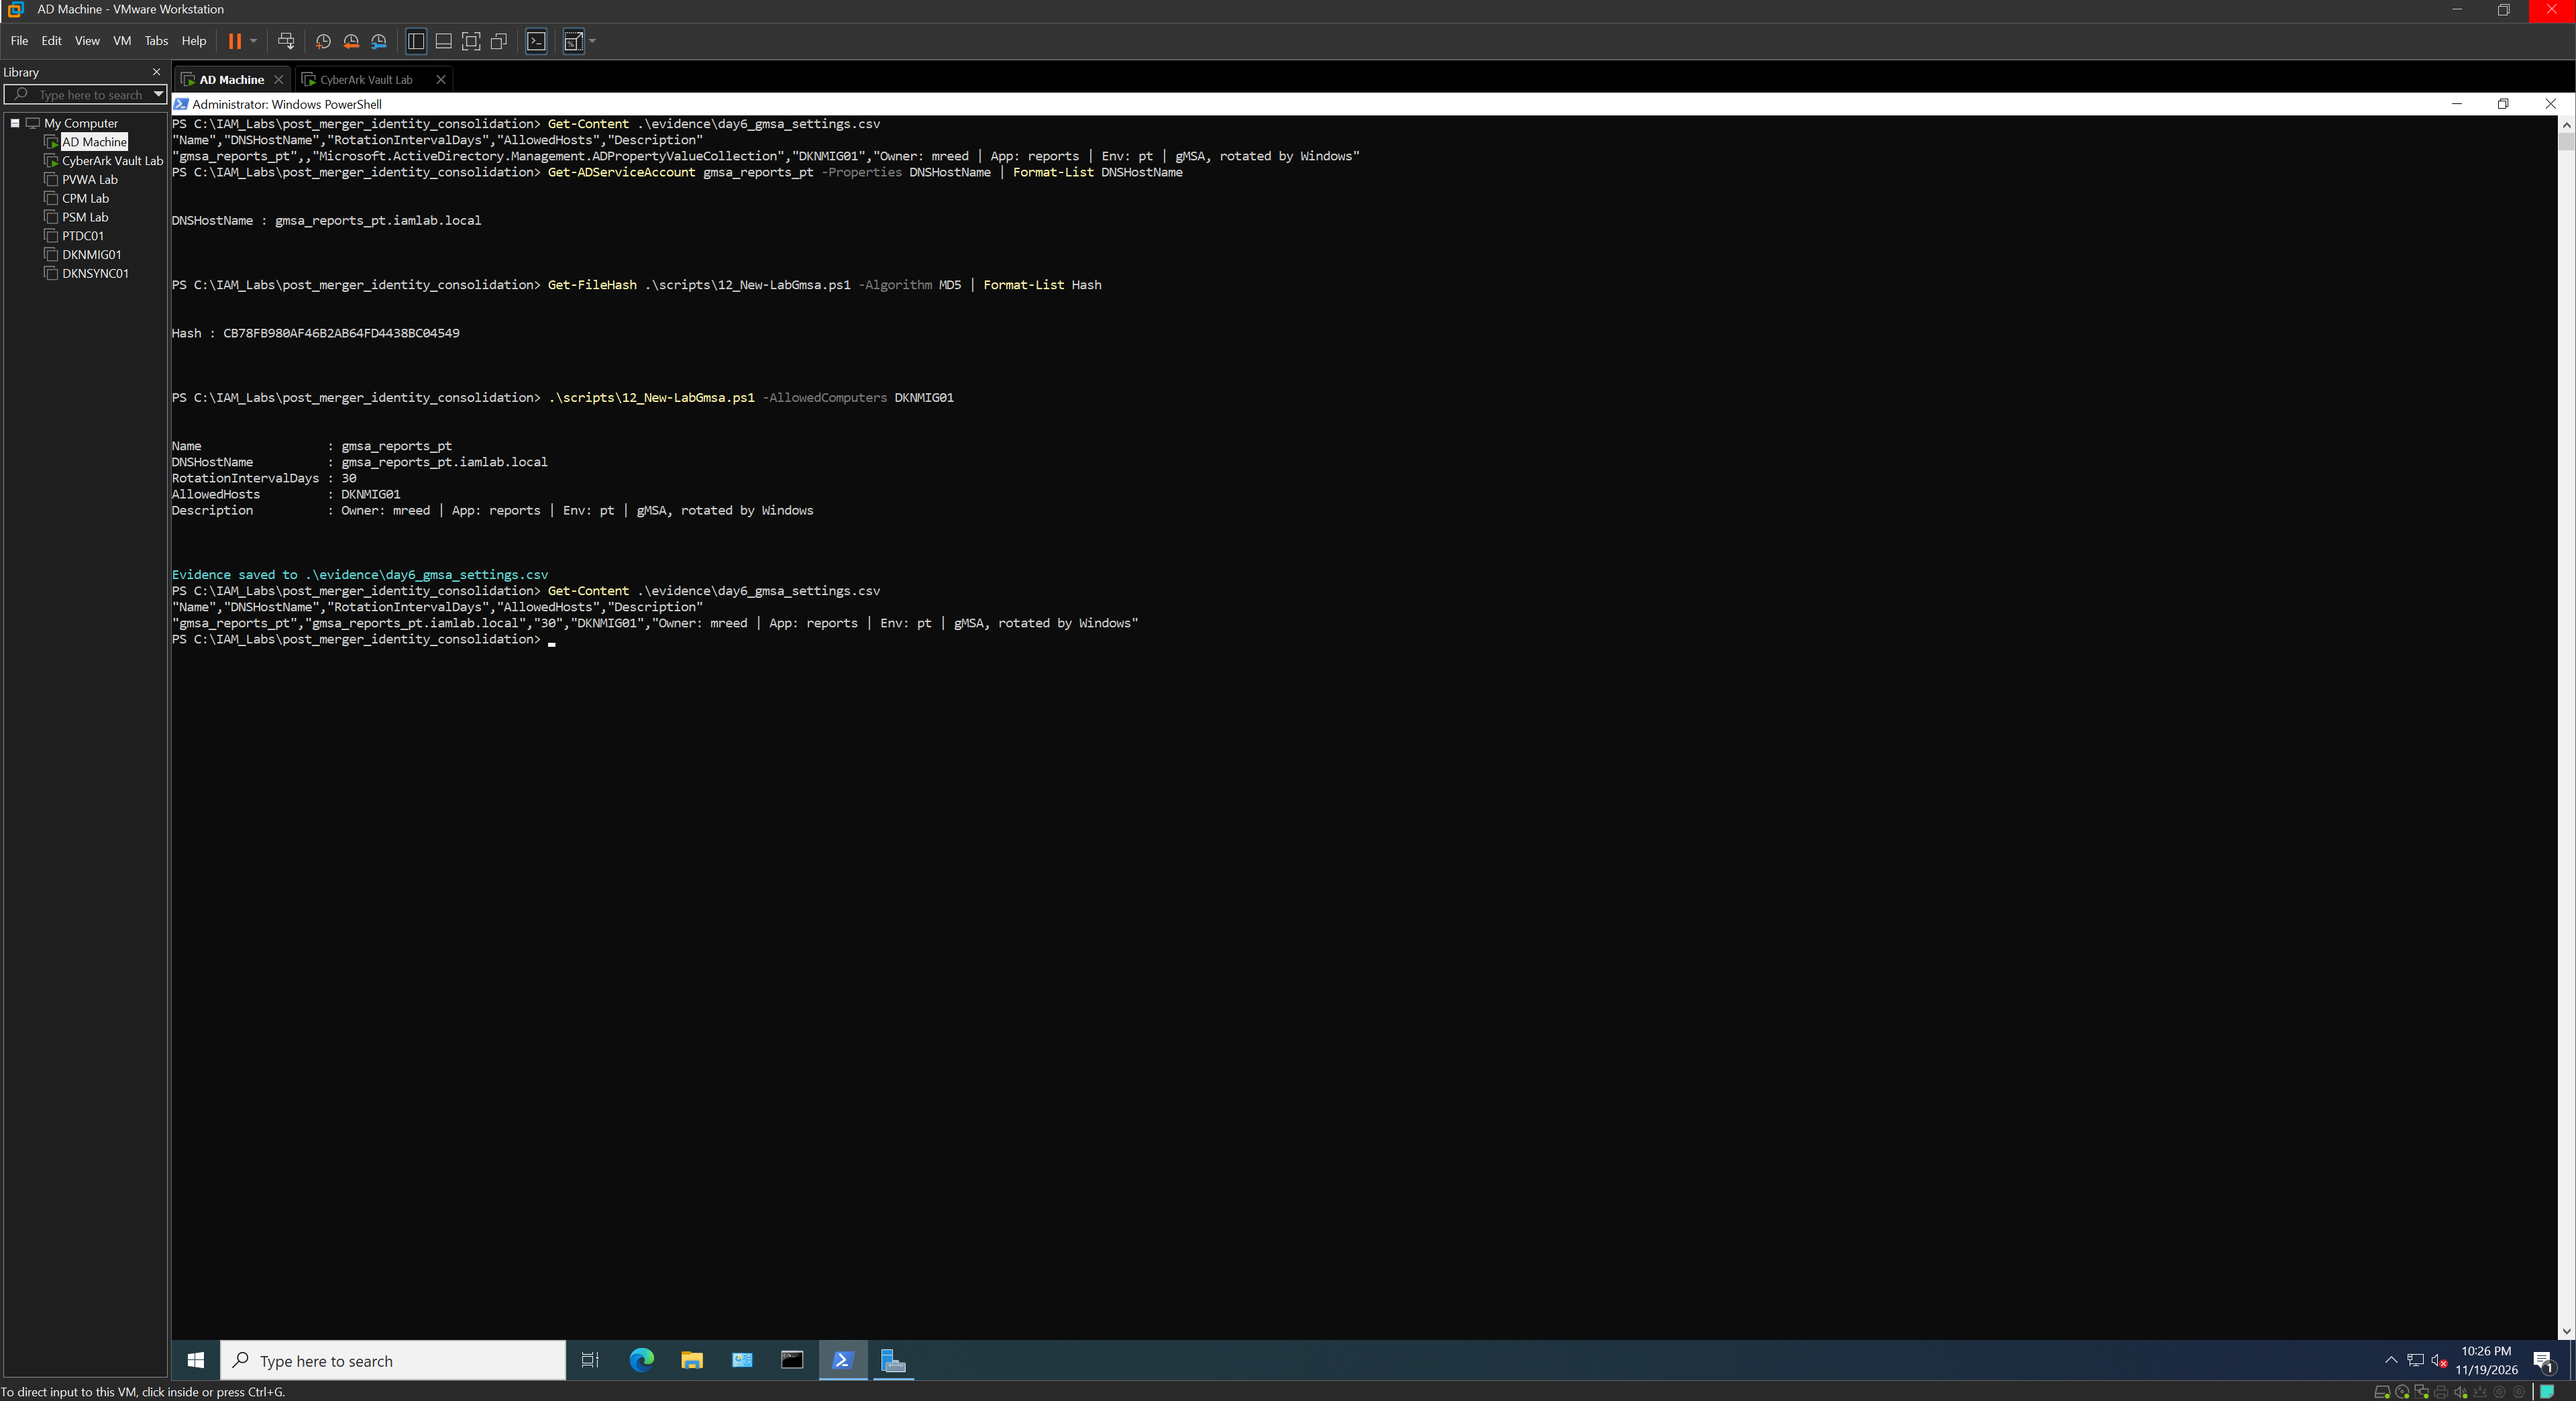 AD Machine - VMware Workstation
File Edit View VM Tabs Help
Library
Type here to search
My Computer
AD Machine
CyberArk Vault Lab
PVWA Lab
CPM Lab
PSM Lab
PTDC01
DKNMIG01
DKNSYNC01
AD Machine
CyberArk Vault Lab
Administrator: Windows PowerShell
PS C:\IAM_Labs\post_merger_identity_consolidation> Get-Content .\evidence\day6_gmsa_settings.csv
"Name","DNSHostName","RotationIntervalDays","AllowedHosts","Description"
"gmsa_reports_pt",,"Microsoft.ActiveDirectory.Management.ADPropertyValueCollection","DKNMIG01","Owner: mreed | App: reports | Env: pt | gMSA, rotated by Windows"
PS C:\IAM_Labs\post_merger_identity_consolidation> Get-ADServiceAccount gmsa_reports_pt -Properties DNSHostName | Format-List DNSHostName
DNSHostName : gmsa_reports_pt.iamlab.local
PS C:\IAM_Labs\post_merger_identity_consolidation> Get-FileHash .\scripts\12_New-LabGmsa.ps1 -Algorithm MD5 | Format-List Hash
Hash : CB78FB980AF46B2AB64FD4438BC04549
PS C:\IAM_Labs\post_merger_identity_consolidation> .\scripts\12_New-LabGmsa.ps1 -AllowedComputers DKNMIG01
Name : gmsa_reports_pt
DNSHostName : gmsa_reports_pt.iamlab.local
RotationIntervalDays : 30
AllowedHosts : DKNMIG01
Description : Owner: mreed | App: reports | Env: pt | gMSA, rotated by Windows
Evidence saved to .\evidence\day6_gmsa_settings.csv
PS C:\IAM_Labs\post_merger_identity_consolidation> Get-Content .\evidence\day6_gmsa_settings.csv
"Name","DNSHostName","RotationIntervalDays","AllowedHosts","Description"
"gmsa_reports_pt","gmsa_reports_pt.iamlab.local","30","DKNMIG01","Owner: mreed | App: reports | Env: pt | gMSA, rotated by Windows"
PS C:\IAM_Labs\post_merger_identity_consolidation>
Type here to search
10:26 PM
11/19/2026
1
To direct input to this VM, click inside or press Ctrl+G.